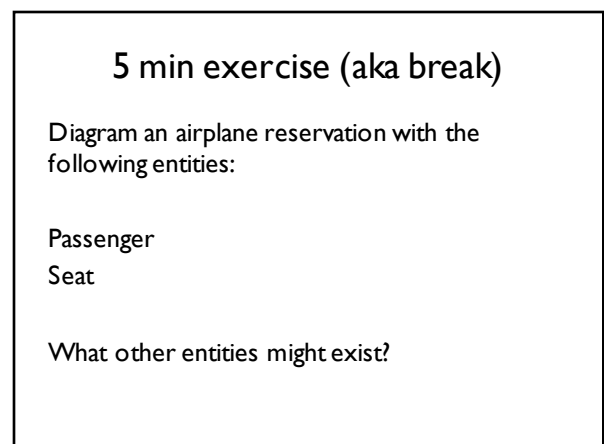 5 min exercise (aka break)
Diagram an airplane reservation with the
following entities:
Passenger
Seat
What other entities might exist?